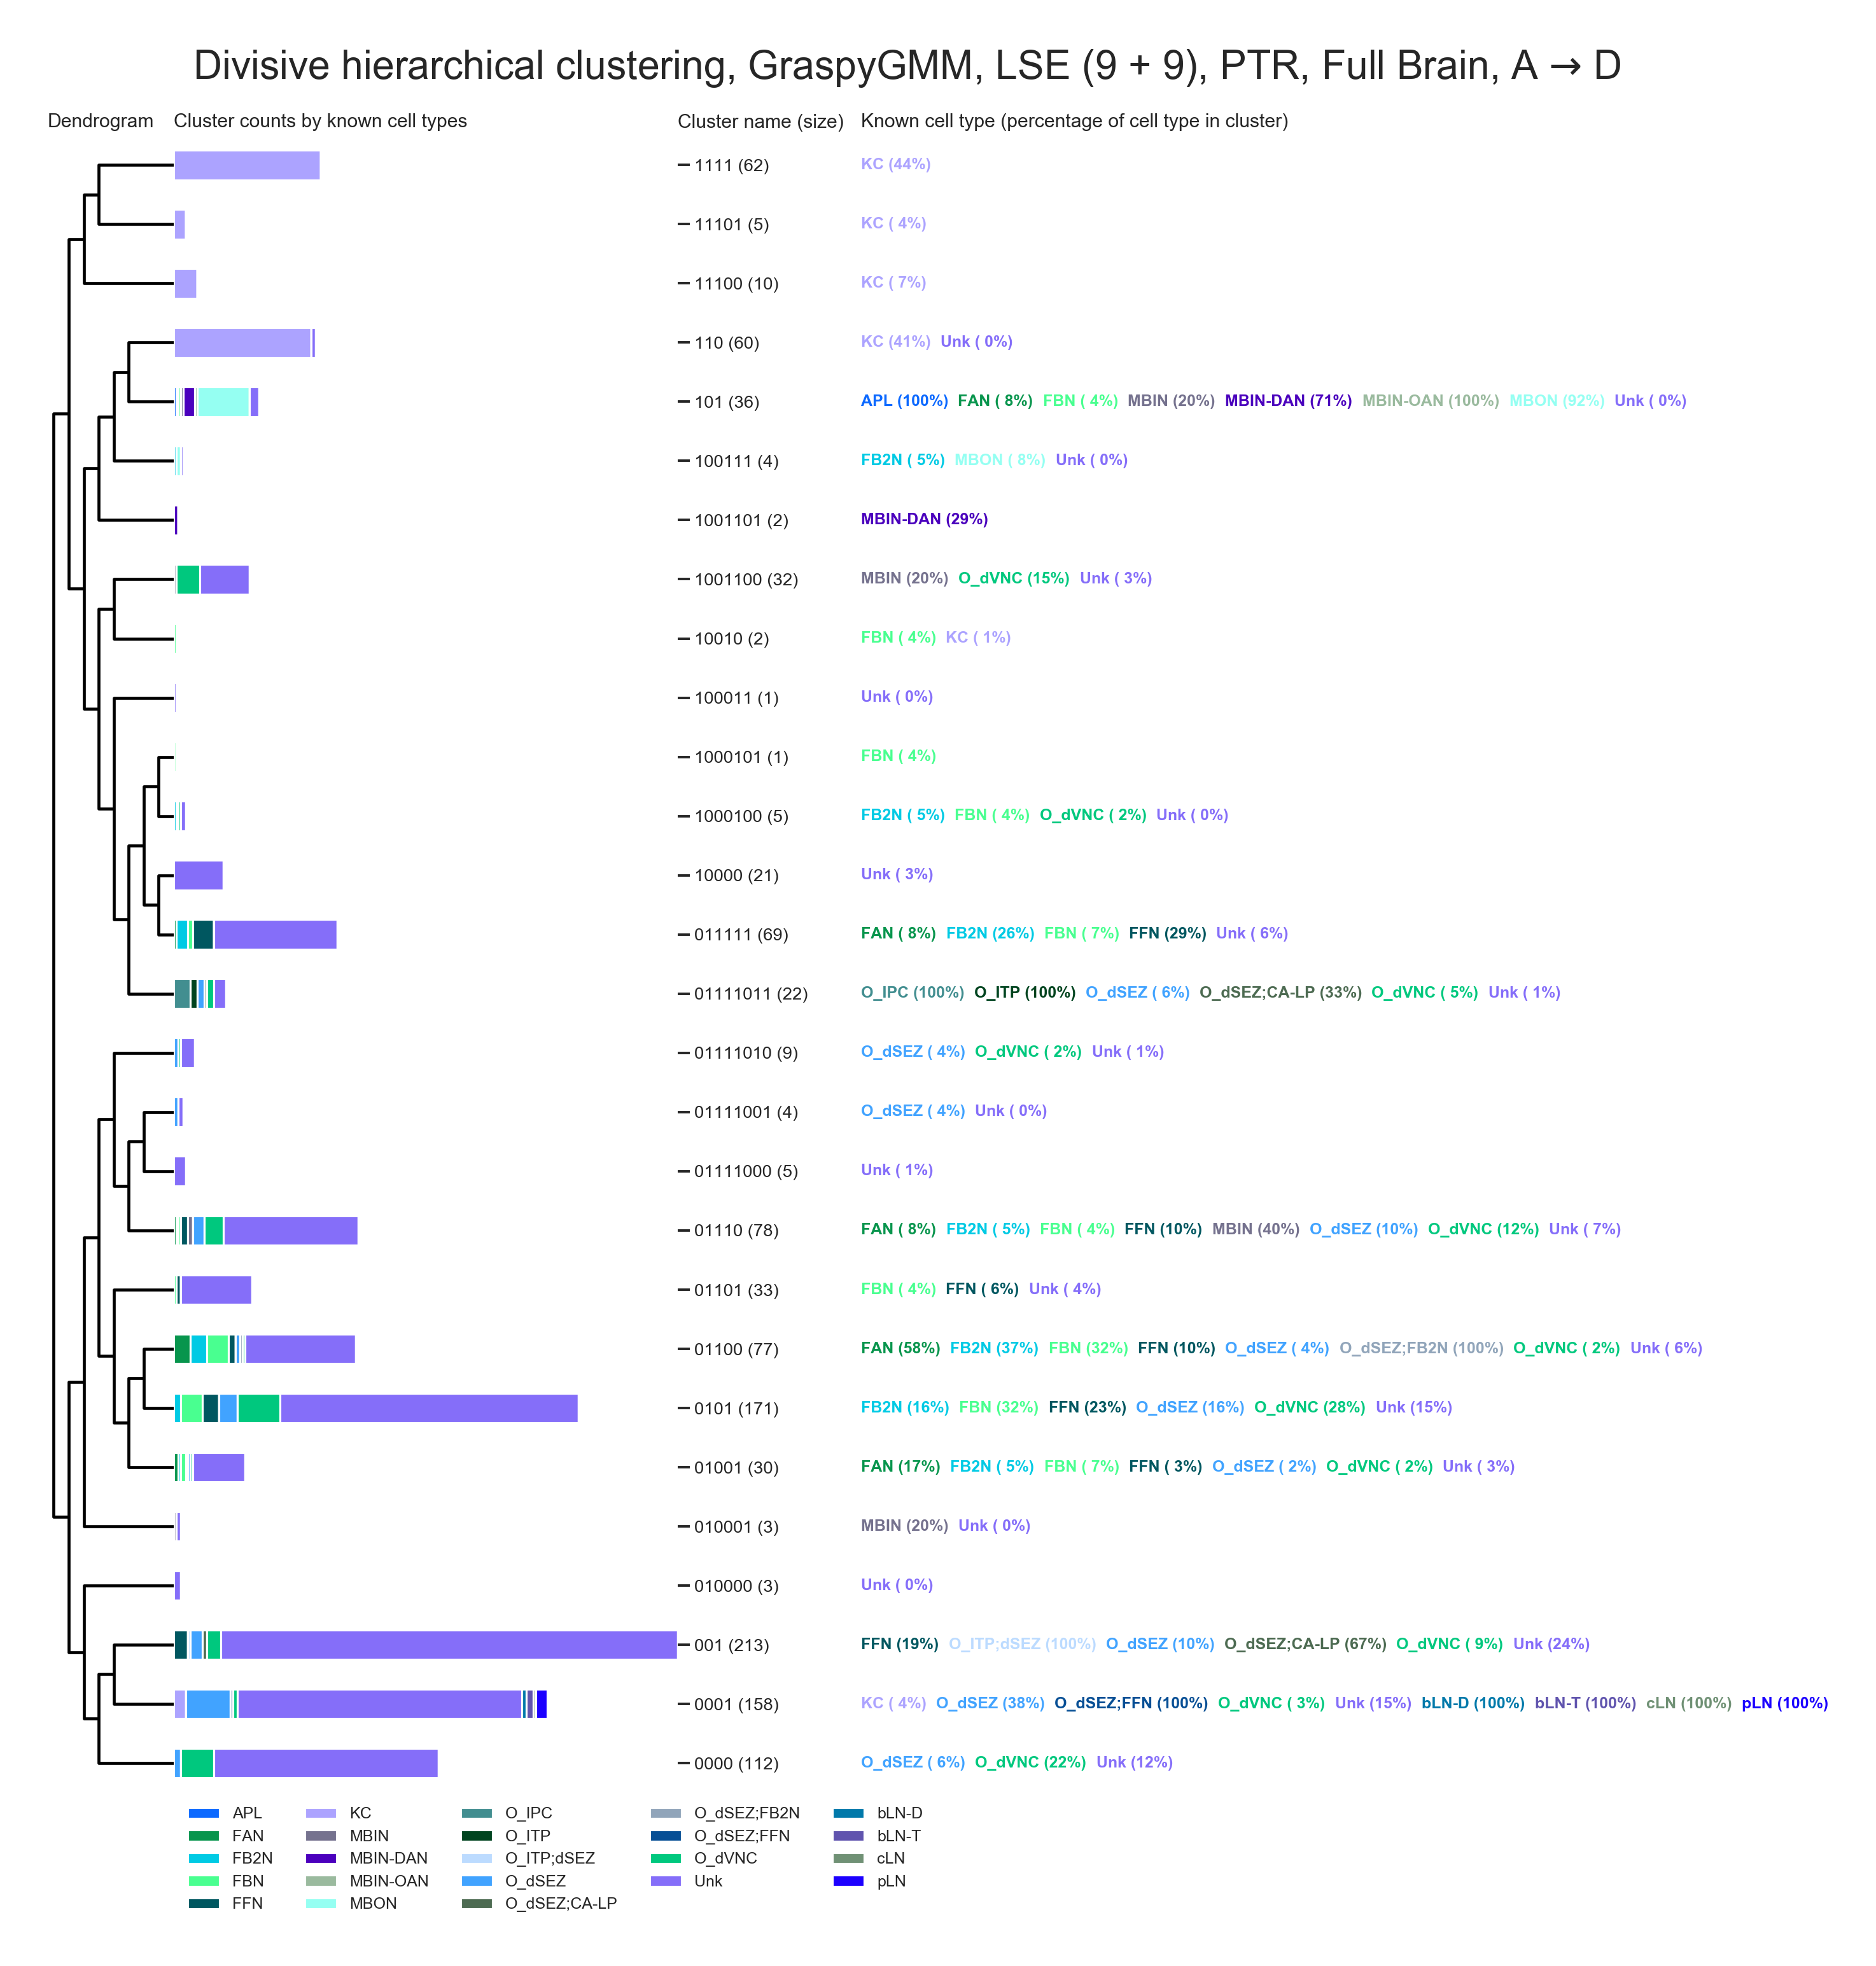 Divisive hierarchical clustering, GraspyGMM, LSE (9 + 9), PTR, Full Brain, A → D
Dendrogram Cluster counts by known cell types Cluster name (size) Known cell type (percentage of cell type in cluster)
1111 (62) KC (44%)
11101 (5) KC ( 4%)
11100 (10) KC ( 7%)
110 (60) KC (41%) Unk ( 0%)
101 (36) APL (100%) FAN ( 8%) FBN ( 4%) MBIN (20%) MBIN-DAN (71%) MBIN-OAN (100%) MBON (92%) Unk ( 0%)
100111 (4) FB2N ( 5%) MBON ( 8%) Unk ( 0%)
1001101 (2) MBIN-DAN (29%)
1001100 (32) MBIN (20%) O_dVNC (15%) Unk ( 3%)
10010 (2) FBN ( 4%) KC ( 1%)
100011 (1) Unk ( 0%)
1000101 (1) FBN ( 4%)
1000100 (5) FB2N ( 5%) FBN ( 4%) O_dVNC ( 2%) Unk ( 0%)
10000 (21) Unk ( 3%)
011111 (69) FAN ( 8%) FB2N (26%) FBN ( 7%) FFN (29%) Unk ( 6%)
01111011 (22) O_IPC (100%) O_ITP (100%) O_dSEZ ( 6%) O_dSEZ;CA-LP (33%) O_dVNC ( 5%) Unk ( 1%)
01111010 (9) O_dSEZ ( 4%) O_dVNC ( 2%) Unk ( 1%)
01111001 (4) O_dSEZ ( 4%) Unk ( 0%)
01111000 (5) Unk ( 1%)
01110 (78) FAN ( 8%) FB2N ( 5%) FBN ( 4%) FFN (10%) MBIN (40%) O_dSEZ (10%) O_dVNC (12%) Unk ( 7%)
01101 (33) FBN ( 4%) FFN ( 6%) Unk ( 4%)
01100 (77) FAN (58%) FB2N (37%) FBN (32%) FFN (10%) O_dSEZ ( 4%) O_dSEZ;FB2N (100%) O_dVNC ( 2%) Unk ( 6%)
0101 (171) FB2N (16%) FBN (32%) FFN (23%) O_dSEZ (16%) O_dVNC (28%) Unk (15%)
01001 (30) FAN (17%) FB2N ( 5%) FBN ( 7%) FFN ( 3%) O_dSEZ ( 2%) O_dVNC ( 2%) Unk ( 3%)
010001 (3) MBIN (20%) Unk ( 0%)
010000 (3) Unk ( 0%)
001 (213) FFN (19%) O_ITP;dSEZ (100%) O_dSEZ (10%) O_dSEZ;CA-LP (67%) O_dVNC ( 9%) Unk (24%)
0001 (158) KC ( 4%) O_dSEZ (38%) O_dSEZ;FFN (100%) O_dVNC ( 3%) Unk (15%) bLN-D (100%) bLN-T (100%) cLN (100%) pLN (100%)
0000 (112) O_dSEZ ( 6%) O_dVNC (22%) Unk (12%)
APL KC O_IPC O_dSEZ;FB2N bLN-D
FAN MBIN O_ITP O_dSEZ;FFN bLN-T
FB2N MBIN-DAN O_ITP;dSEZ O_dVNC cLN
FBN MBIN-OAN O_dSEZ Unk pLN
FFN MBON O_dSEZ;CA-LP